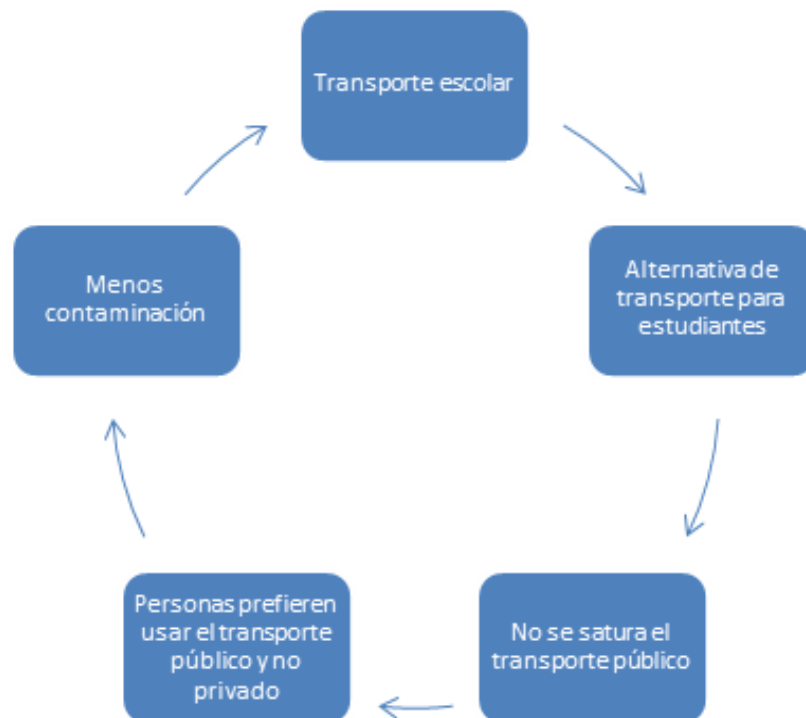 Transporte escolar
Alternativa de
transporte para
estudiantes
No se satura el
transporte público
Personas prefieren
usar el transporte
público y no
privado
Menos
contaminación